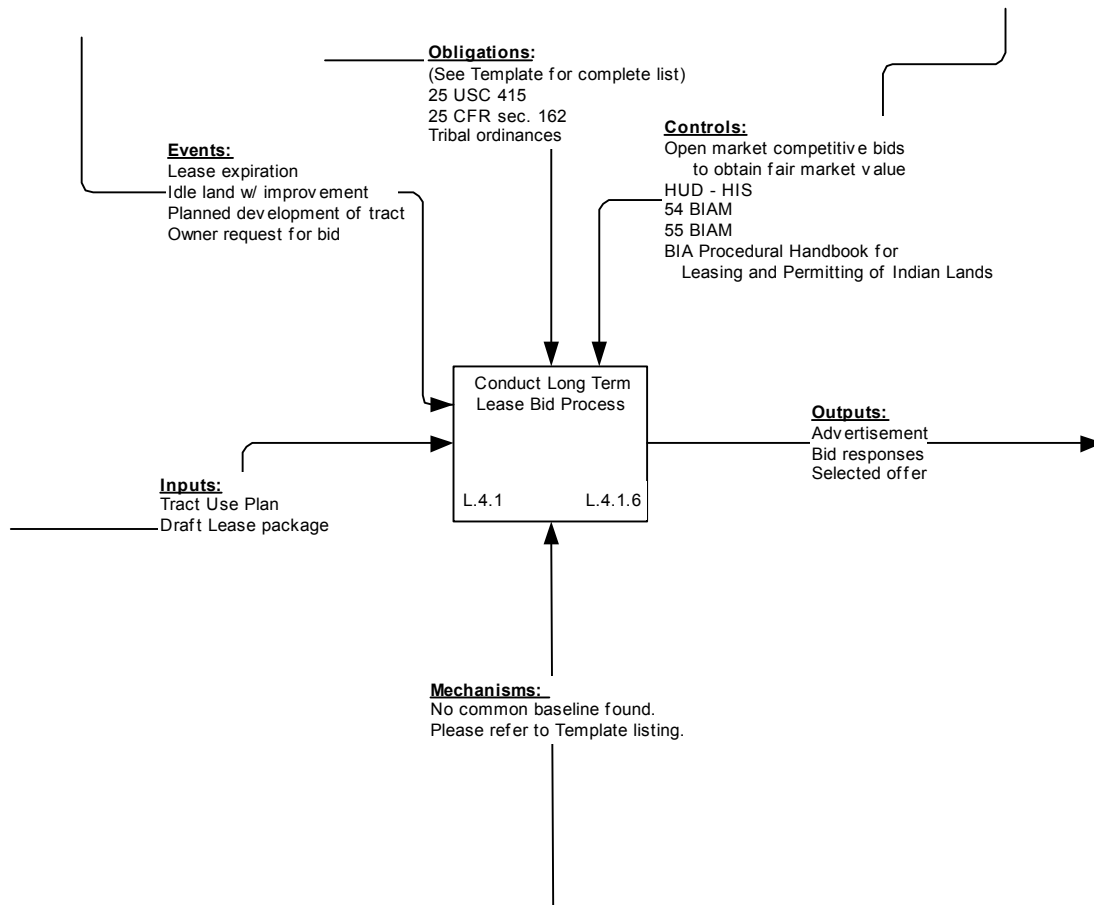 Obligations:
(See Template for complete list)
25 USC 415
25 CFR sec. 162
Tribal ordinances
Controls:
Open market competitive bids
to obtain fair market value
HUD - HIS
54 BIAM
55 BIAM
BIA Procedural Handbook for
Leasing and Permitting of Indian Lands
Events:
Lease expiration
Idle land w/ improvement
Planned development of tract
Owner request for bid
Conduct Long Term
Lease Bid Process
L.4.1 L.4.1.6
Outputs:
Advertisement
Bid responses
Selected offer
Inputs:
Tract Use Plan
Draft Lease package
Mechanisms:
No common baseline found.
Please refer to Template listing.